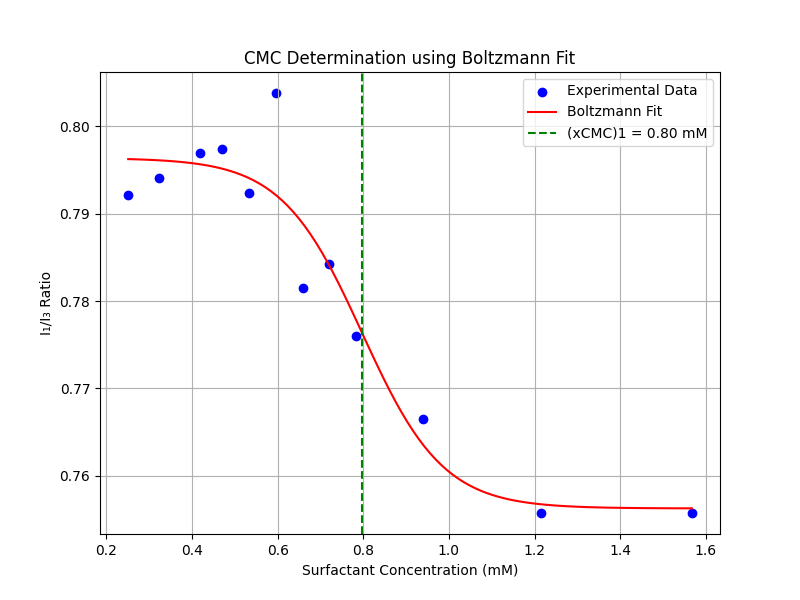 CMC Determination using Boltzmann Fit
Experimental Data
Boltzmann Fit
(xCMC)1 = 0.80 mM
I₁/I₃ Ratio
0.80
0.79
0.78
0.77
0.76
0.2 0.4 0.6 0.8 1.0 1.2 1.4 1.6
Surfactant Concentration (mM)